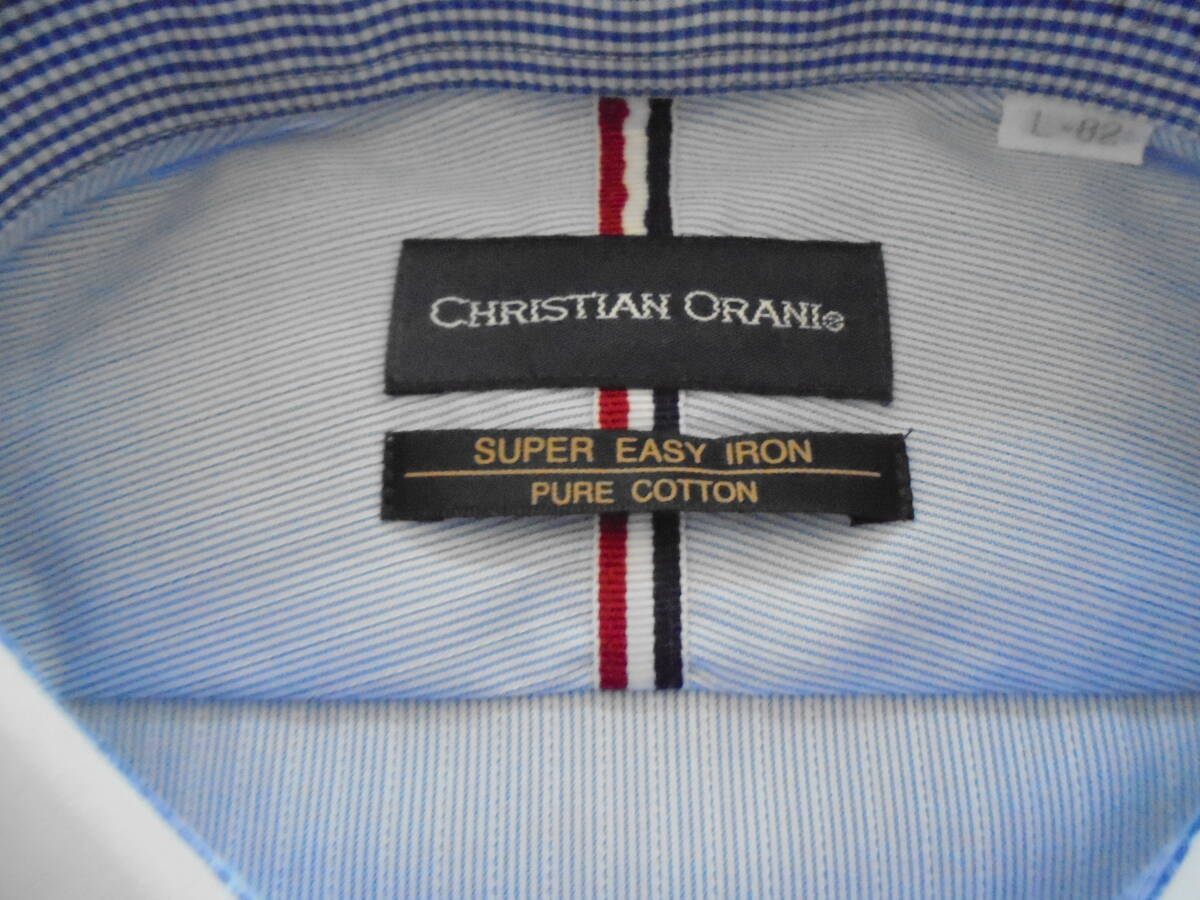 L-82
CHRISTIAN ORANI®
SUPER EASY IRON
PURE COTTON